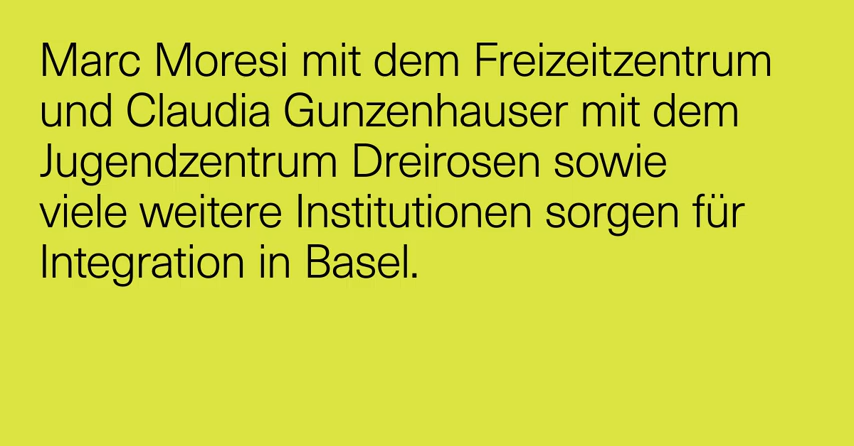 Marc Moresi mit dem Freizeitzentrum
und Claudia Gunzenhauser mit dem
Jugendzentrum Dreirosen sowie
viele weitere Institutionen sorgen für
Integration in Basel.